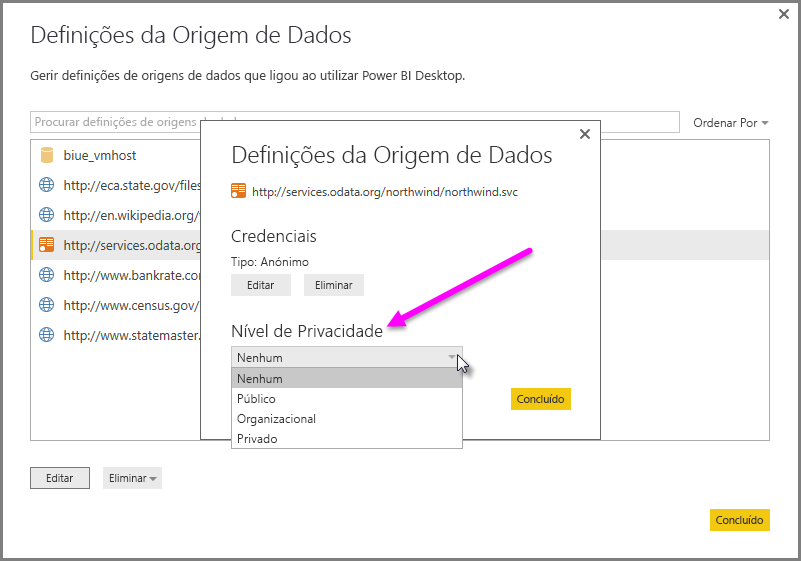 Definições da Origem de Dados
Gerir definições de origens de dados que ligou ao utilizar Power BI Desktop.
Procurar definições de origens
Ordenar Por
biue_vmhost
http://eca.state.gov/files
http://en.wikipedia.org/
http://services.odata.org
http://www.bankrate.co
http://www.census.gov/
http://www.statemaster.
Definições da Origem de Dados
http://services.odata.org/northwind/northwind.svc
Credenciais
Tipo: Anónimo
Editar
Eliminar
Nível de Privacidade
Nenhum
Nenhum
Público
Organizacional
Privado
Concluído
Editar
Eliminar
Concluído